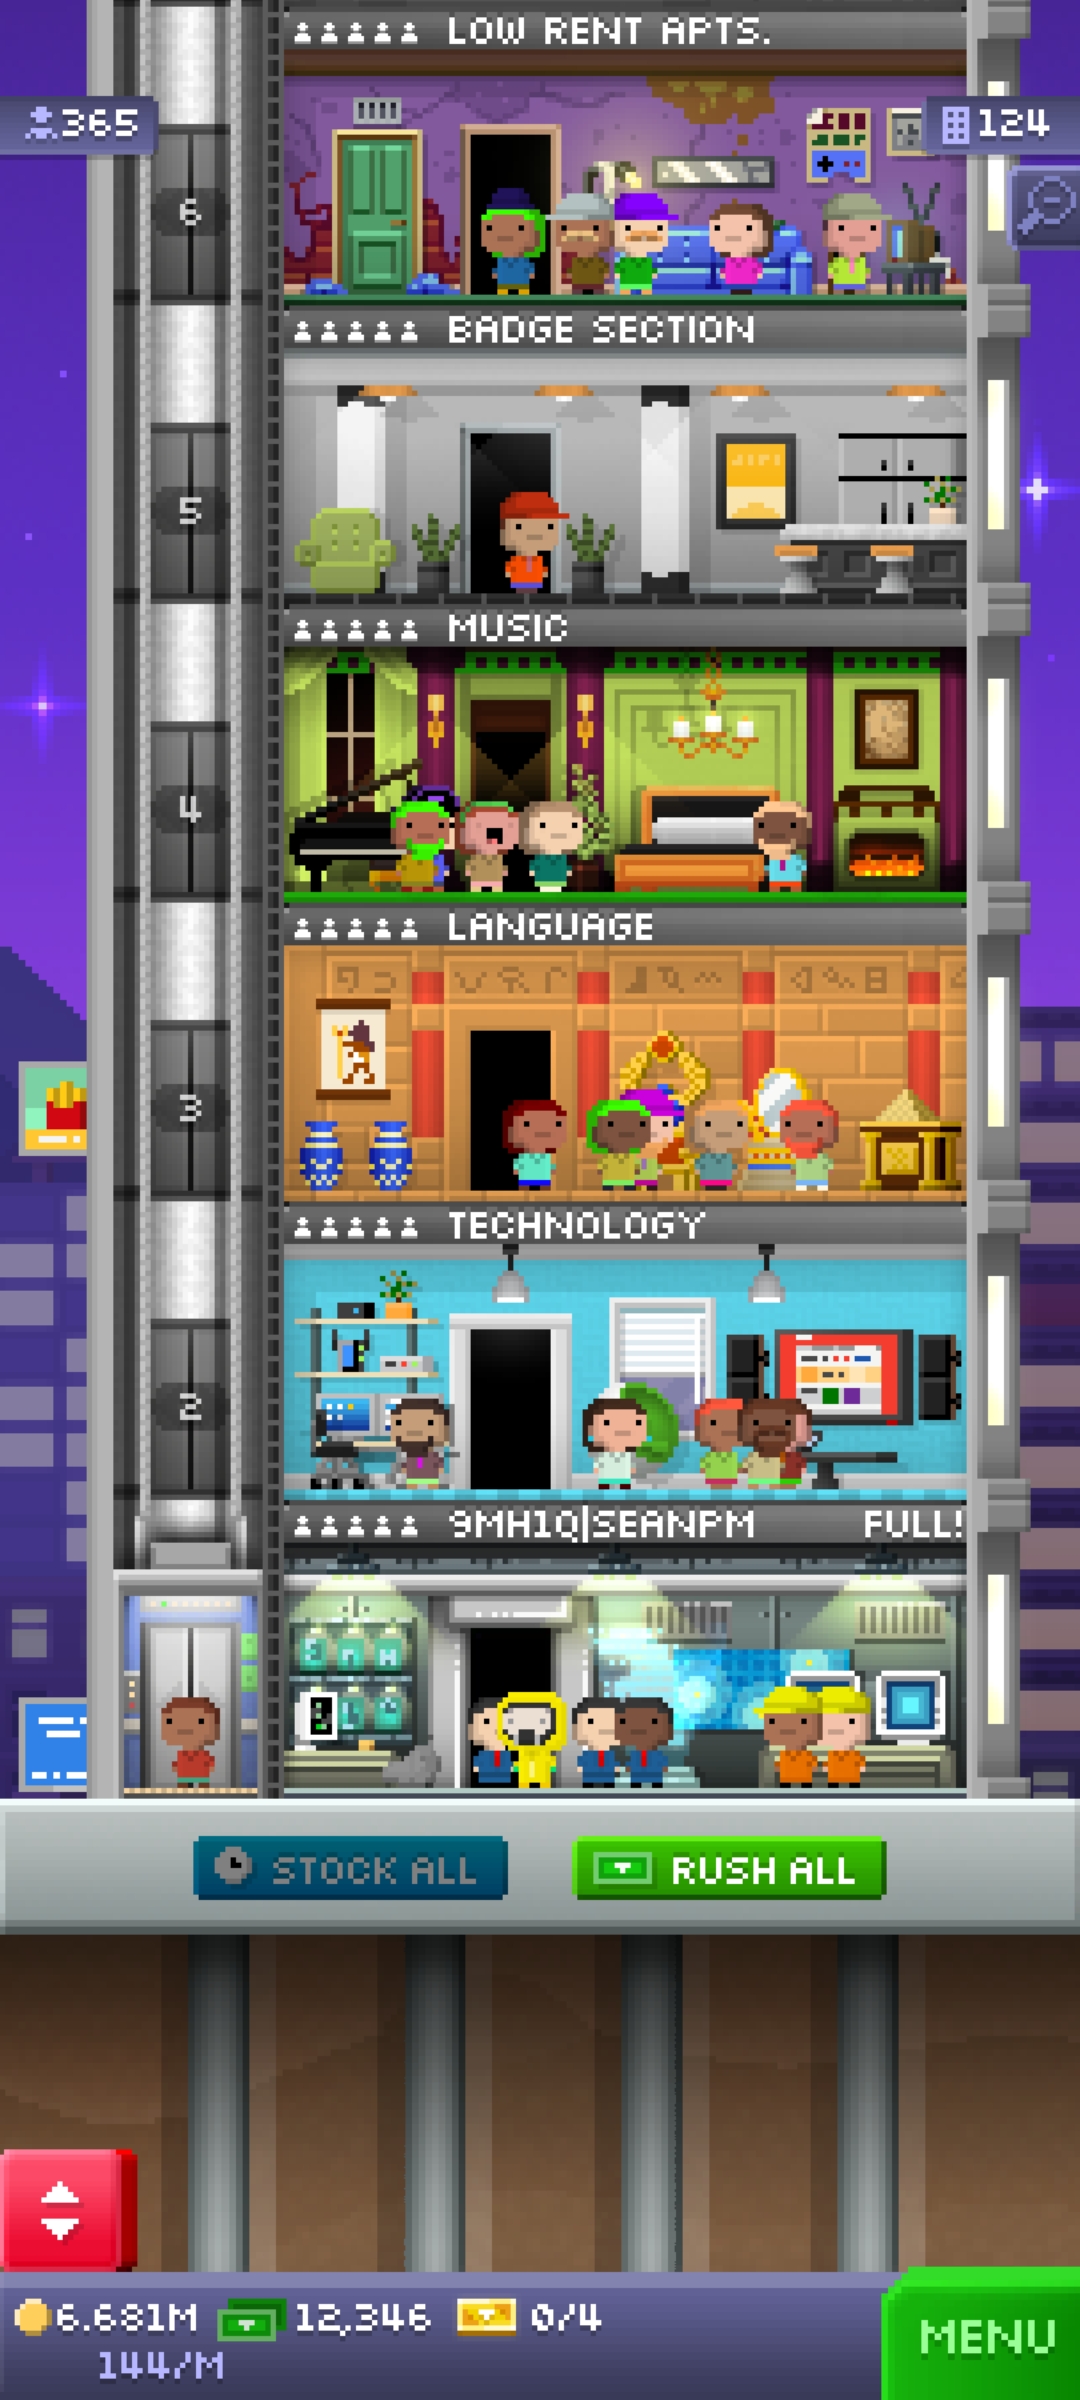 LOW RENT APTS.
365
124
6
BADGE SECTION
5
MUSIC
4
LANGUAGE
3
TECHNOLOGY
2
9MH1Q|SEANPM FULL!
STOCK ALL
RUSH ALL
6.681M 12,346 0/4
144/M
MENU